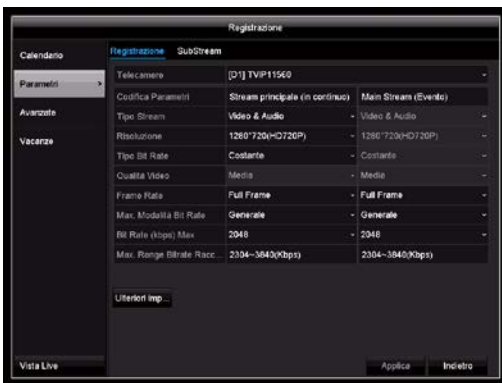 Registrazione
Calendario
Parametri
Avanzate
Vacanze
Registrazione SubStream
Telecamere [D1] TVIP11560
Codifica Parametri Stream principale (in continuo) Main Stream (Evento)
Tipo Stream Video & Audio Video & Audio
Risoluzione 1280*720(HD720P) 1280*720(HD720P)
Tipo Bit Rate Costante Costante
Qualità Video Media Media
Frame Rate Full Frame Full Frame
Max. Modalità Bit Rate Generale Generale
Bit Rate (kbps) Max 2048 2048
Max. Range Bitrate Racc... 2304~3840(Kbps) 2304~3840(Kbps)
Ulteriori Imp...
Vista Live
Applica Indietro